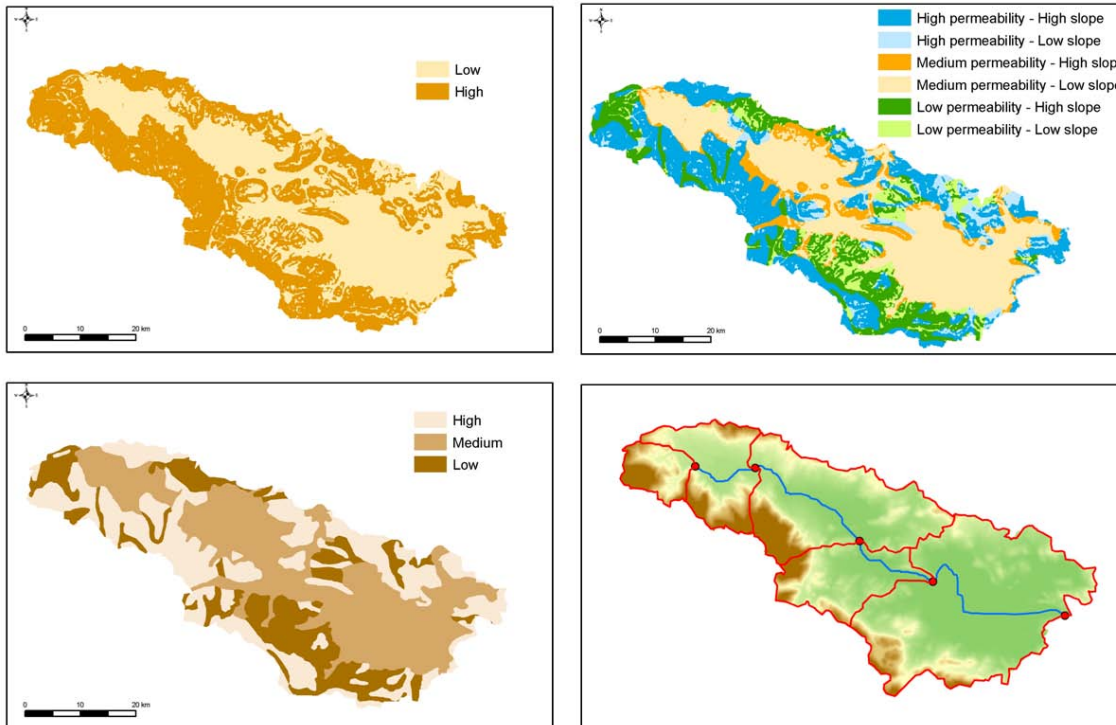 Low
High
0 10 20 km
High permeability - High slope
High permeability - Low slope
Medium permeability - High slop
Medium permeability - Low slope
Low permeability - High slope
Low permeability - Low slope
0 10 20 km
High
Medium
Low
0 10 20 km